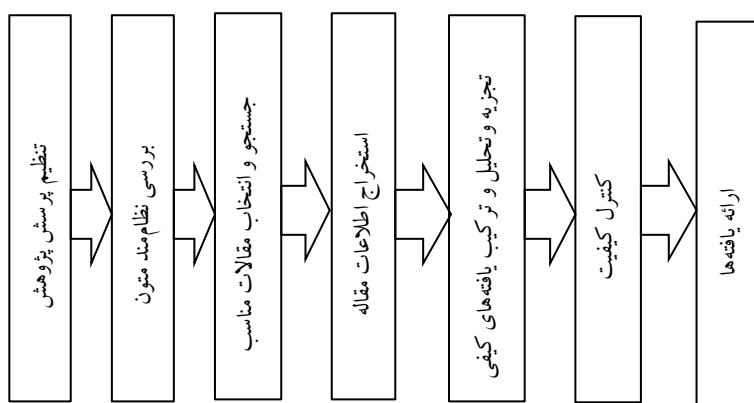 تنظیم پرسش پژوهش
بررسی نظام‌مند متون
جستجو و انتخاب مقالات مناسب
استخراج اطلاعات مقاله
تجزیه و تحلیل و ترکیب یافته‌های کیفی
کنترل کیفیت
ارائه یافته‌ها